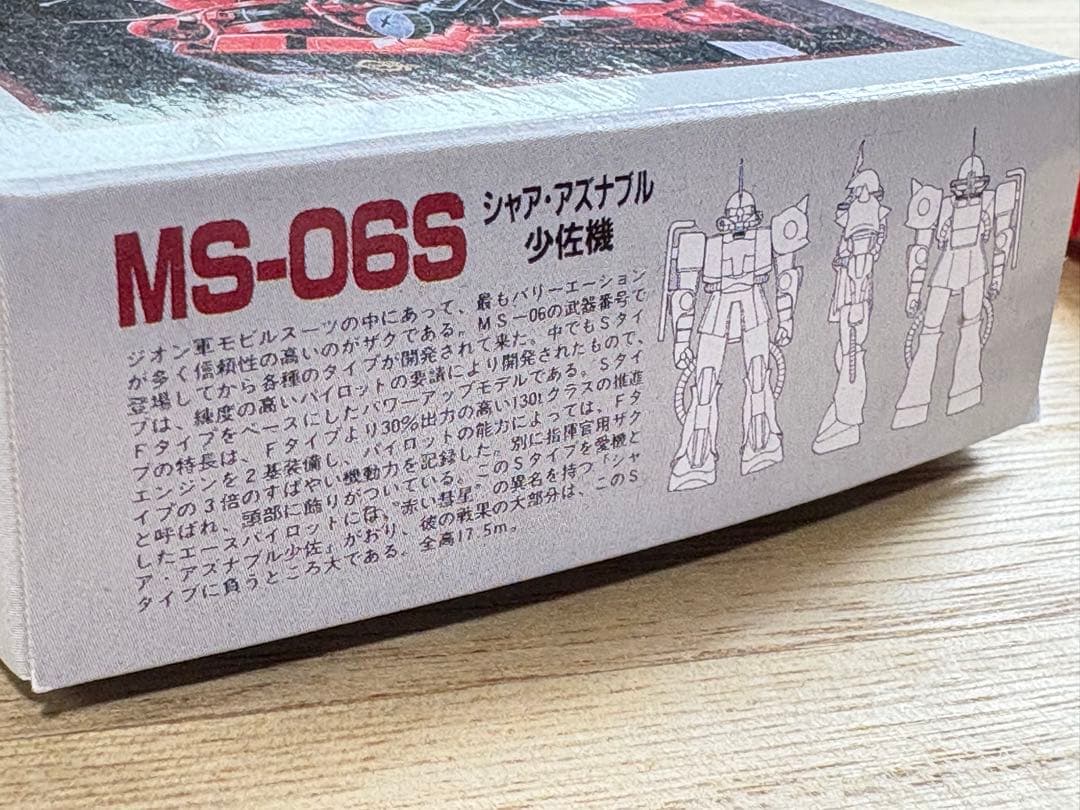 MS-06S
シャア・アズナブル
少佐機
ジオン軍モビルスーツの中にあって、最もバリーエーション
が多く信頼性の高いのがザクである。MS-06の武器番号で
登場してから各種のタイプが開発されて来た。中でもSタイ
プは、練度の高いパイロットの要請により開発されたもので、
Fタイプをベースにしたパワーアップモデルである。Sタイ
プの特長は、Fタイプより30%出力の高い130tクラスの推進
エンジンを2基装備し、パイロットの能力によっては、Fタ
イプの3倍のすばやい機動力を記録した。別に指揮官用ザク
と呼ばれ、頭部に飾りがついている。このSタイプを愛機と
したエースパイロットには、"赤い彗星"の異名を持つ「シャ
ア・アズナブル少佐」がおり、彼の戦果の大部分は、このS
タイプに負うところ大である。全高17.5m。